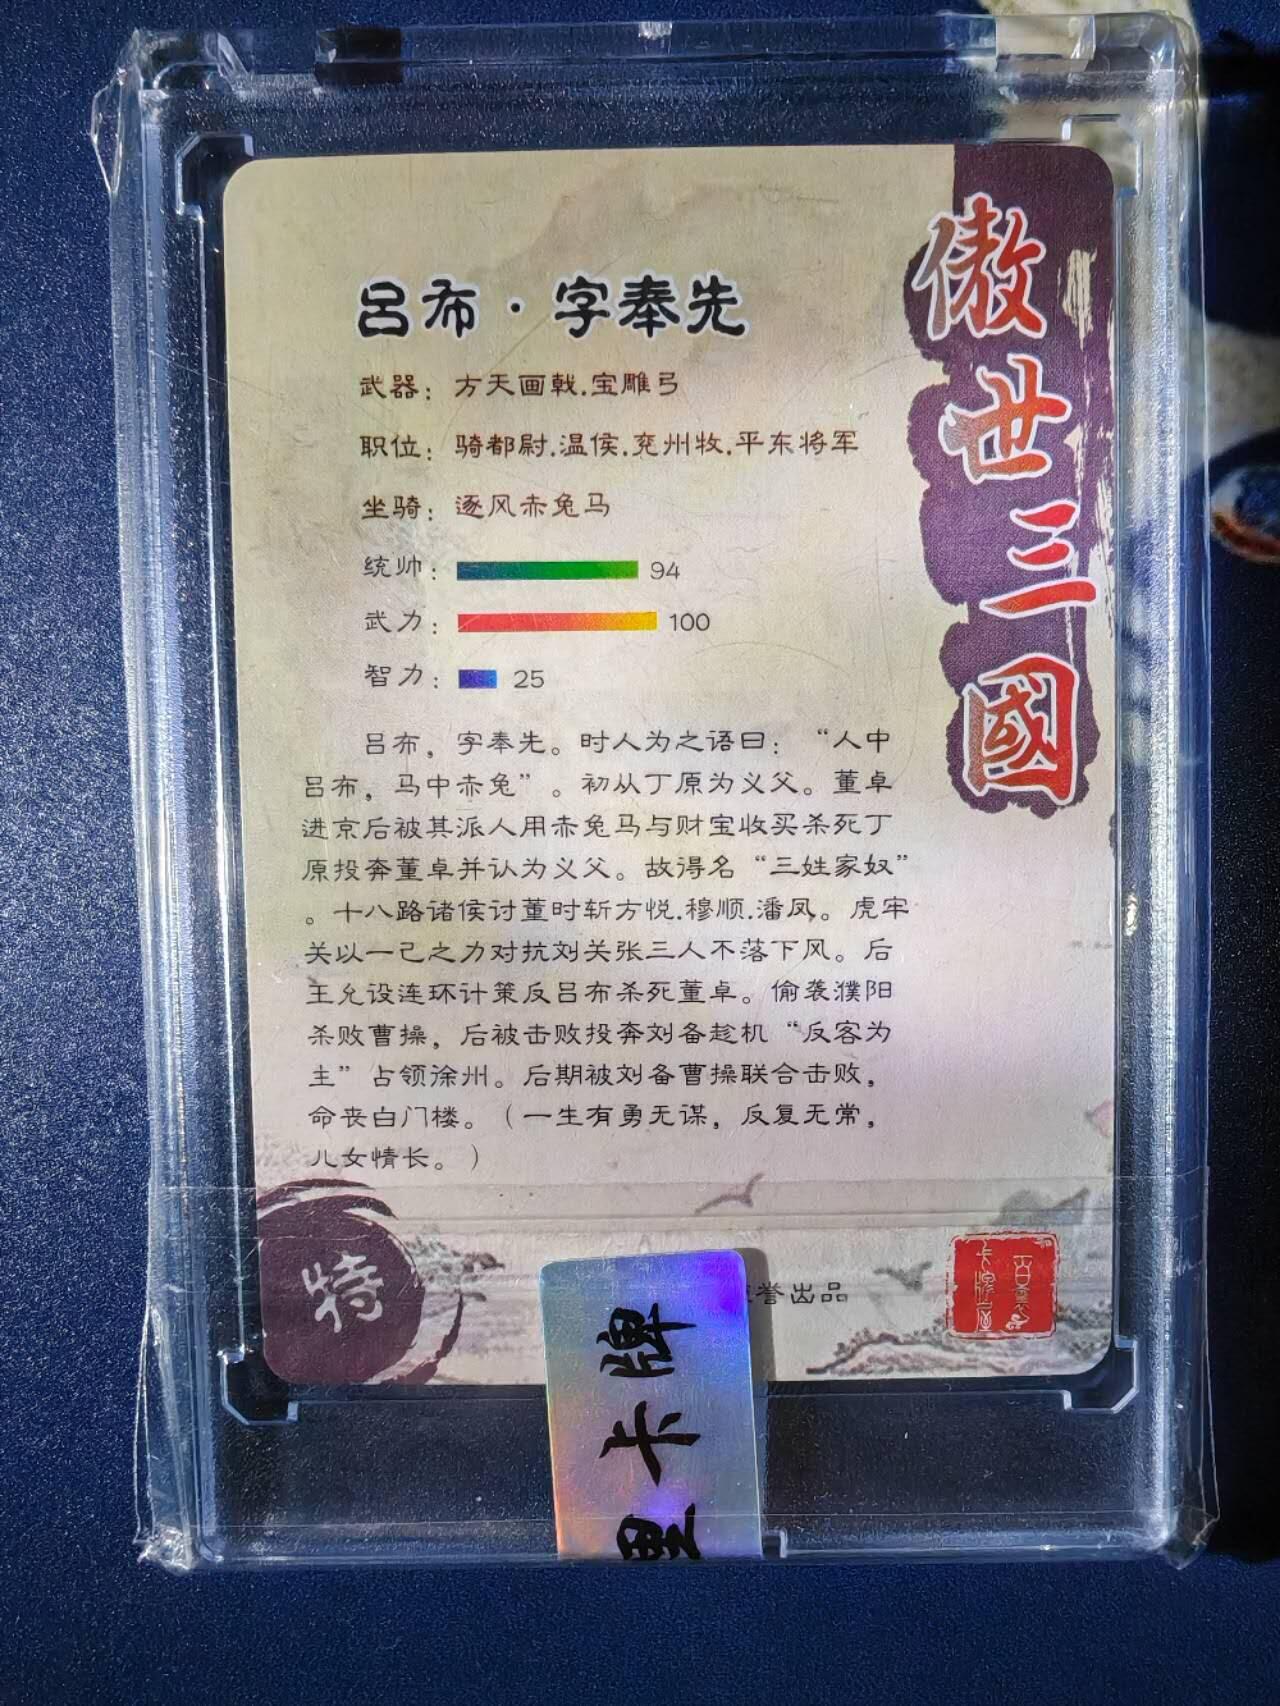 傲世三國
呂布·字奉先
武器：方天画戟.宝雕弓
职位：骑都尉.温侯.兖州牧.平东将军
坐骑：逐风赤兔马
统帅：94
武力：100
智力：25
吕布，字奉先。时人为之语曰：“人中
吕布，马中赤兔”。初从丁原为义父。董卓
进京后被其派人用赤兔马与财宝收买杀死丁
原投奔董卓并认为义父。故得名“三姓家奴”
。十八路诸侯讨董时斩方悦.穆顺.潘凤。虎牢
关以一己之力对抗刘关张三人不落下风。后
王允设连环计策反吕布杀死董卓。偷袭濮阳
杀败曹操，后被击败投奔刘备趁机“反客为
主”占领徐州。后期被刘备曹操联合击败，
命丧白门楼。（一生有勇无谋，反复无常，
儿女情长。）
特
誉出品
卡牌屋
牌卡里